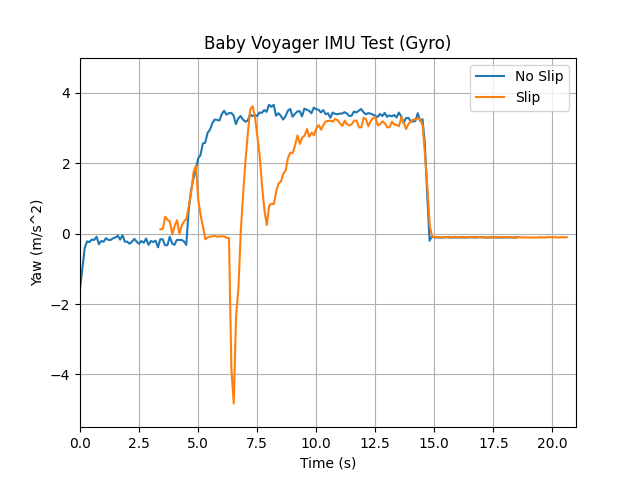 Baby Voyager IMU Test (Gyro)
No Slip
Slip
Yaw (m/s^2)
4
2
0
−2
−4
0.0 2.5 5.0 7.5 10.0 12.5 15.0 17.5 20.0
Time (s)